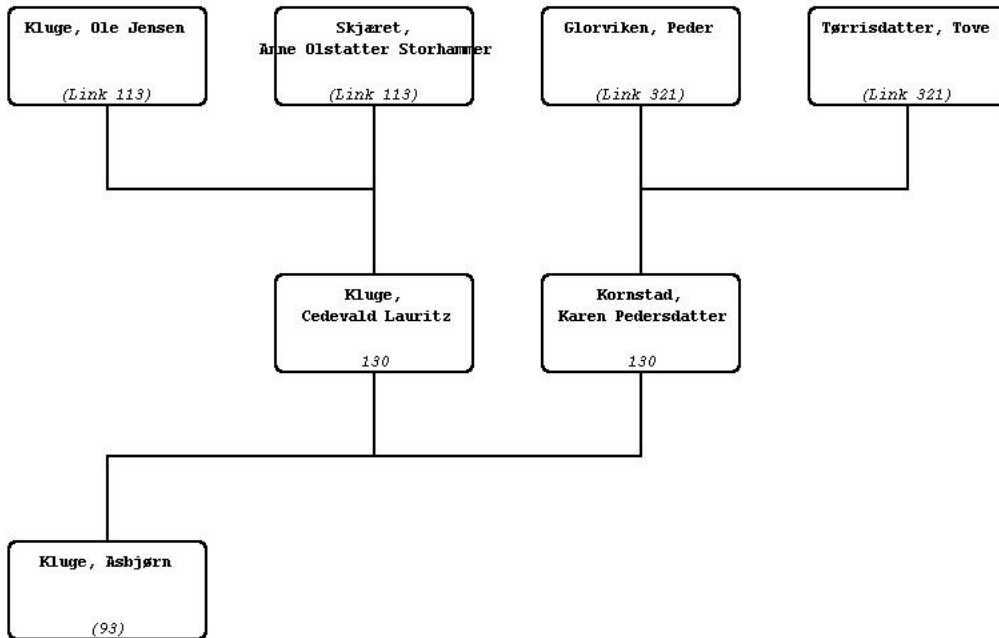 Kluge, Ole Jensen
(Link 113)
Skjæret,
Anne Olstatter Storhammer
(Link 113)
Glorviken, Peder
(Link 321)
Tørrisdatter, Tove
(Link 321)
Kluge,
Cedevald Lauritz
130
Kornstad,
Karen Pedersdatter
130
Kluge, Asbjørn
(93)